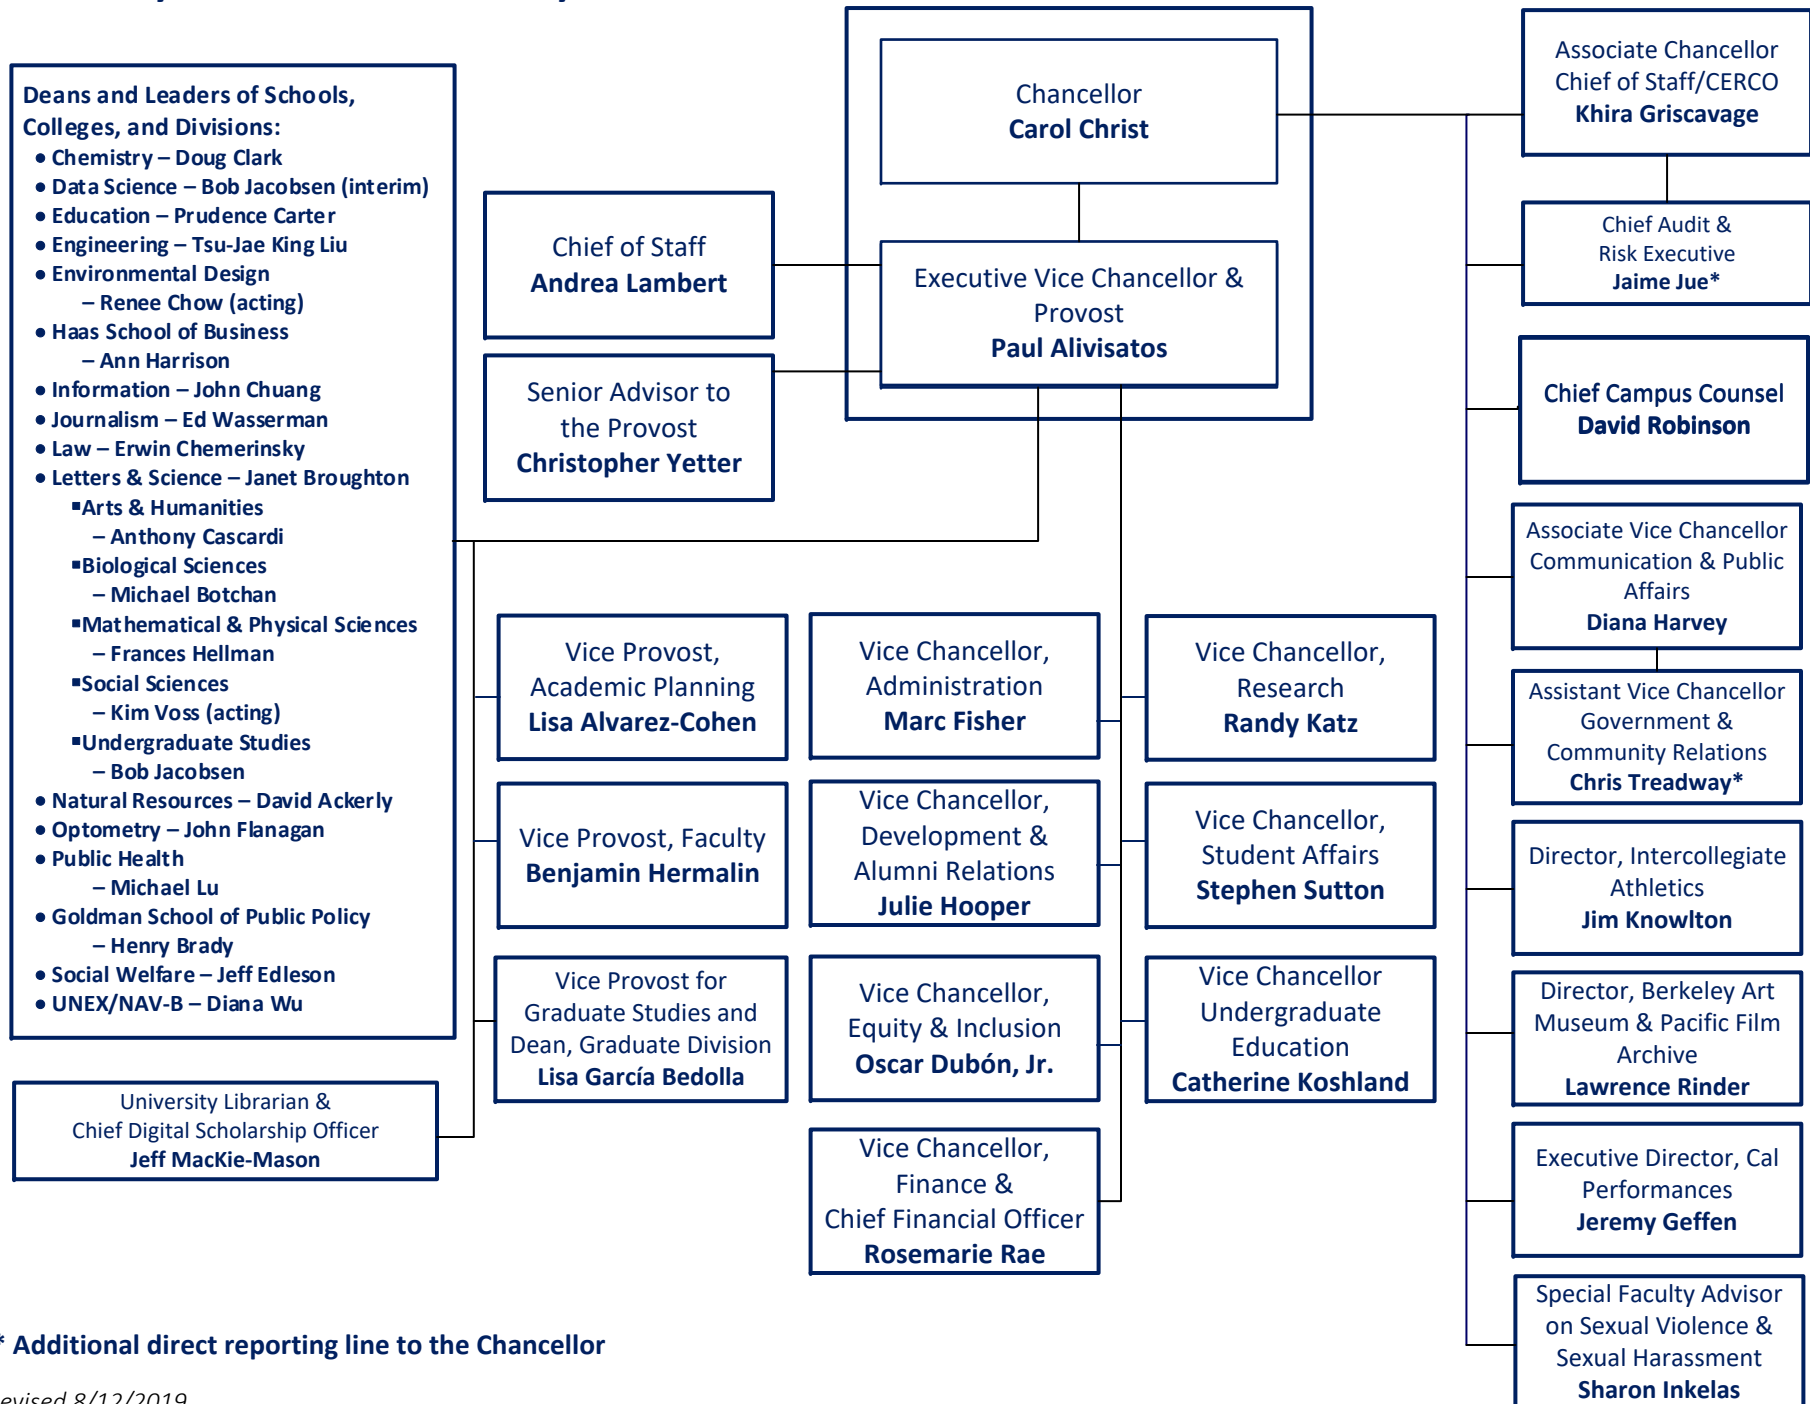 Deans and Leaders of Schools,
Colleges, and Divisions:
• Chemistry – Doug Clark
• Data Science – Bob Jacobsen (interim)
• Education – Prudence Carter
• Engineering – Tsu-Jae King Liu
• Environmental Design
– Renee Chow (acting)
• Haas School of Business
– Ann Harrison
• Information – John Chuang
• Journalism – Ed Wasserman
• Law – Erwin Chemerinsky
• Letters & Science – Janet Broughton
▪Arts & Humanities
– Anthony Cascardi
▪Biological Sciences
– Michael Botchan
▪Mathematical & Physical Sciences
– Frances Hellman
▪Social Sciences
– Kim Voss (acting)
▪Undergraduate Studies
– Bob Jacobsen
• Natural Resources – David Ackerly
• Optometry – John Flanagan
• Public Health
– Michael Lu
• Goldman School of Public Policy
– Henry Brady
• Social Welfare – Jeff Edleson
• UNEX/NAV-B – Diana Wu
University Librarian &
Chief Digital Scholarship Officer
Jeff MacKie-Mason
Chancellor
Carol Christ
Executive Vice Chancellor &
Provost
Paul Alivisatos
Chief of Staff
Andrea Lambert
Senior Advisor to
the Provost
Christopher Yetter
Vice Provost,
Academic Planning
Lisa Alvarez-Cohen
Vice Provost, Faculty
Benjamin Hermalin
Vice Provost for
Graduate Studies and
Dean, Graduate Division
Lisa García Bedolla
Vice Chancellor,
Administration
Marc Fisher
Vice Chancellor,
Development &
Alumni Relations
Julie Hooper
Vice Chancellor,
Equity & Inclusion
Oscar Dubón, Jr.
Vice Chancellor,
Finance &
Chief Financial Officer
Rosemarie Rae
Vice Chancellor,
Research
Randy Katz
Vice Chancellor,
Student Affairs
Stephen Sutton
Vice Chancellor
Undergraduate
Education
Catherine Koshland
Associate Chancellor
Chief of Staff/CERCO
Khira Griscavage
Chief Audit &
Risk Executive
Jaime Jue*
Chief Campus Counsel
David Robinson
Associate Vice Chancellor
Communication & Public
Affairs
Diana Harvey
Assistant Vice Chancellor
Government &
Community Relations
Chris Treadway*
Director, Intercollegiate
Athletics
Jim Knowlton
Director, Berkeley Art
Museum & Pacific Film
Archive
Lawrence Rinder
Executive Director, Cal
Performances
Jeremy Geffen
Special Faculty Advisor
on Sexual Violence &
Sexual Harassment
Sharon Inkelas
* Additional direct reporting line to the Chancellor
evised 8/12/2019